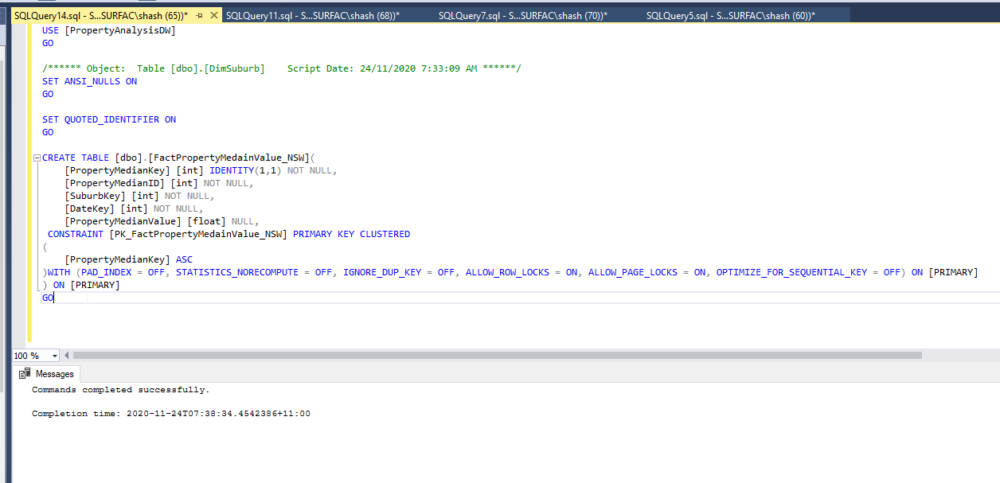 SQLQuery14.sql - S...SURFAC\shash (65))* SQLQuery11.sql - S...SURFAC\shash (68))* SQLQuery7.sql - S...SURFAC\shash (70))* SQLQuery5.sql - S...SURFAC\shash (60))*
USE [PropertyAnalysisDW]
GO
/****** Object:  Table [dbo].[DimSuburb]    Script Date: 24/11/2020 7:33:09 AM ******/
SET ANSI_NULLS ON
GO
SET QUOTED_IDENTIFIER ON
GO
CREATE TABLE [dbo].[FactPropertyMedainValue_NSW](
    [PropertyMedianKey] [int] IDENTITY(1,1) NOT NULL,
    [PropertyMedianID] [int] NOT NULL,
    [SuburbKey] [int] NOT NULL,
    [DateKey] [int] NOT NULL,
    [PropertyMedianValue] [float] NULL,
 CONSTRAINT [PK_FactPropertyMedainValue_NSW] PRIMARY KEY CLUSTERED
(
    [PropertyMedianKey] ASC
)WITH (PAD_INDEX = OFF, STATISTICS_NORECOMPUTE = OFF, IGNORE_DUP_KEY = OFF, ALLOW_ROW_LOCKS = ON, ALLOW_PAGE_LOCKS = ON, OPTIMIZE_FOR_SEQUENTIAL_KEY = OFF) ON [PRIMARY]
) ON [PRIMARY]
GO
100 %
Messages
Commands completed successfully.
Completion time: 2020-11-24T07:38:34.4542386+11:00